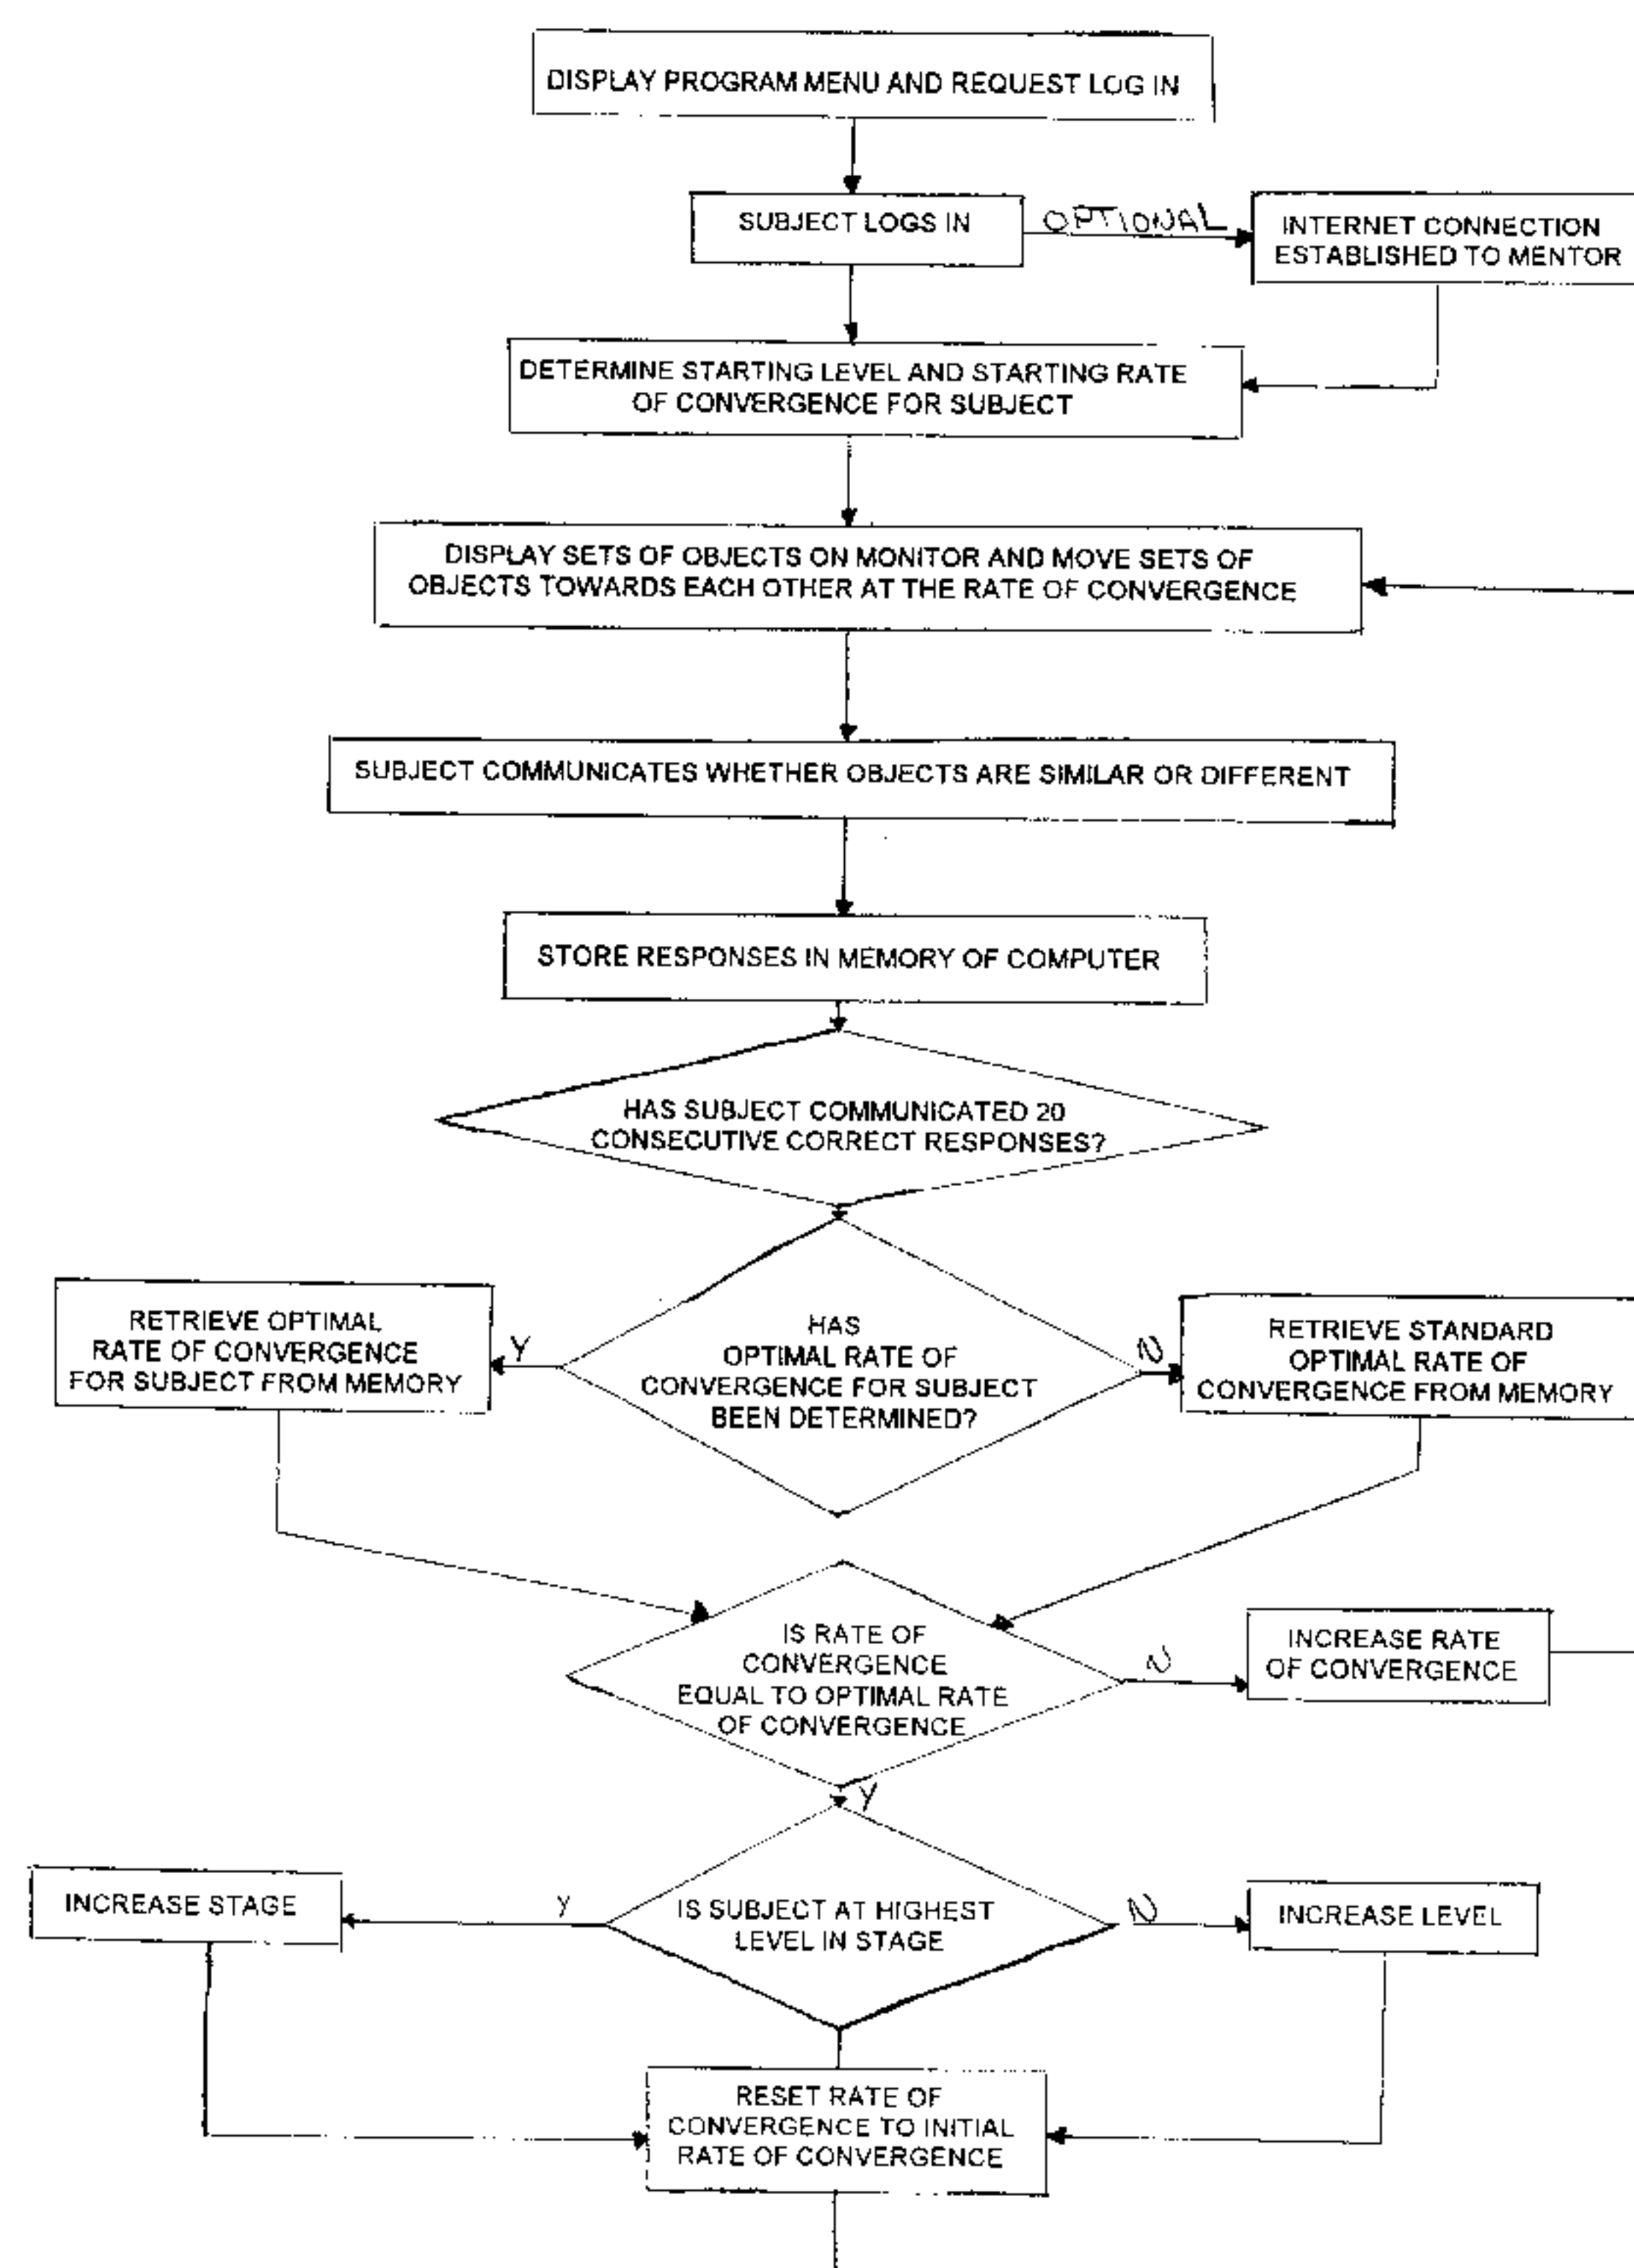 DISPLAY PROGRAM MENU AND REQUEST LOG IN
SUBJECT LOGS IN
OPTIONAL
INTERNET CONNECTION
ESTABLISHED TO MENTOR
DETERMINE STARTING LEVEL AND STARTING RATE
OF CONVERGENCE FOR SUBJECT
DISPLAY SETS OF OBJECTS ON MONITOR AND MOVE SETS OF
OBJECTS TOWARDS EACH OTHER AT THE RATE OF CONVERGENCE
SUBJECT COMMUNICATES WHETHER OBJECTS ARE SIMILAR OR DIFFERENT
STORE RESPONSES IN MEMORY OF COMPUTER
HAS SUBJECT COMMUNICATED 20
CONSECUTIVE CORRECT RESPONSES?
RETRIEVE OPTIMAL
RATE OF CONVERGENCE
FOR SUBJECT FROM MEMORY
Y
HAS
OPTIMAL RATE OF
CONVERGENCE FOR SUBJECT
BEEN DETERMINED?
N
RETRIEVE STANDARD
OPTIMAL RATE OF
CONVERGENCE FROM MEMORY
IS RATE OF
CONVERGENCE
EQUAL TO OPTIMAL RATE
OF CONVERGENCE
N
INCREASE RATE
OF CONVERGENCE
Y
INCREASE STAGE
Y
IS SUBJECT AT HIGHEST
LEVEL IN STAGE
N
INCREASE LEVEL
RESET RATE OF
CONVERGENCE TO INITIAL
RATE OF CONVERGENCE